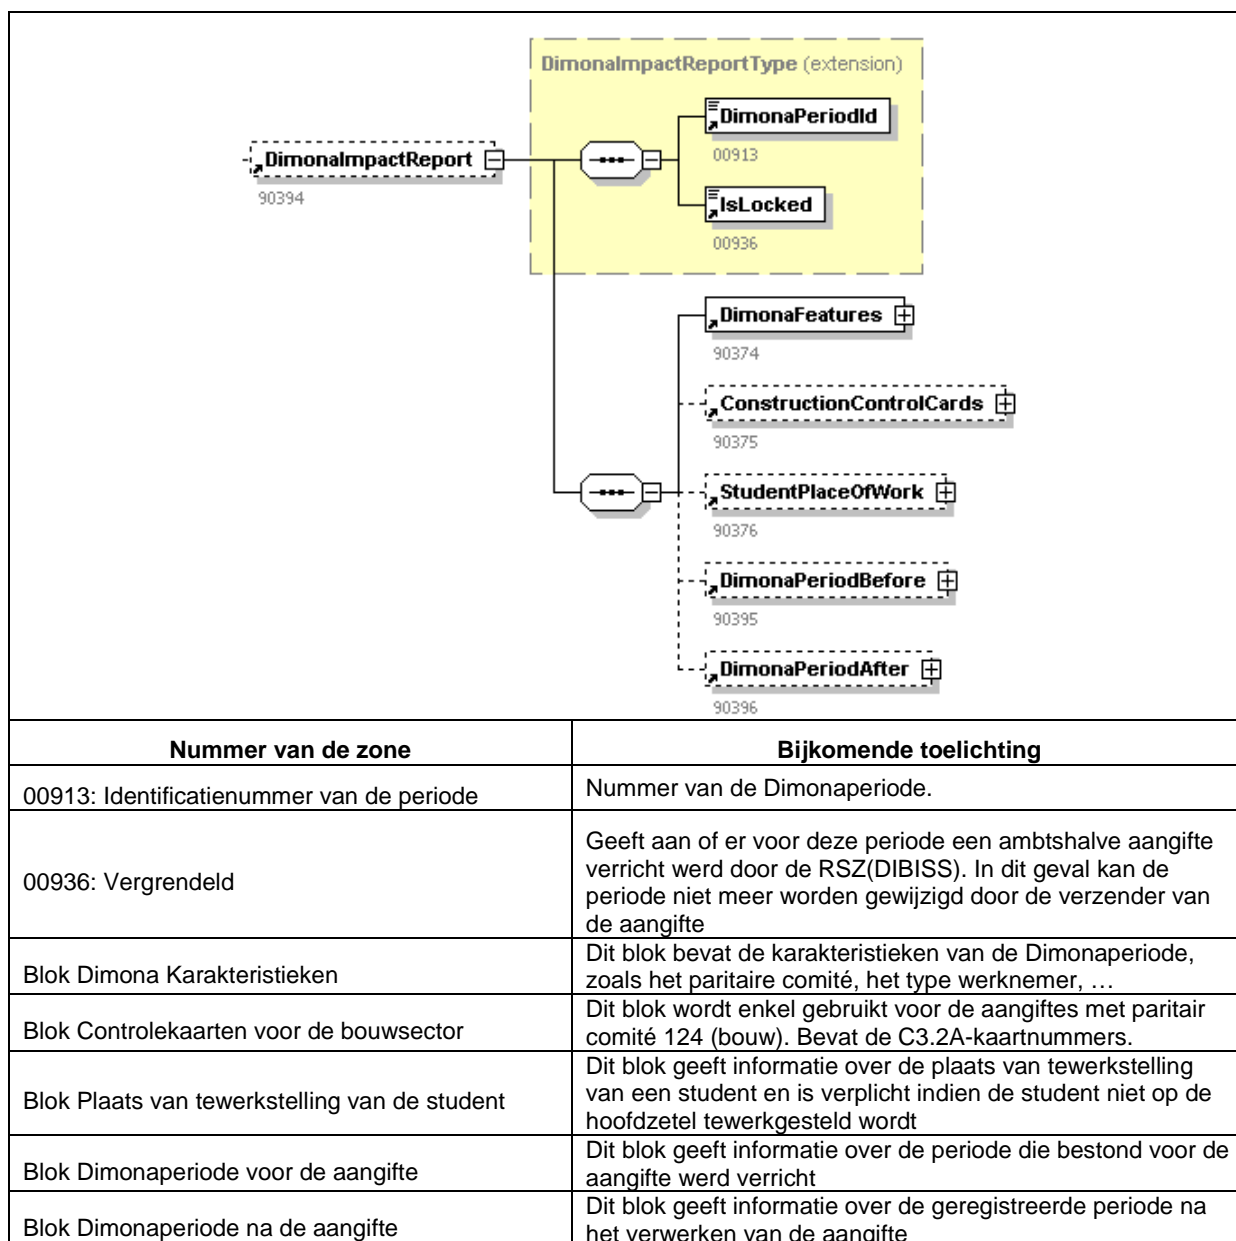 DimonaImpactReportType (extension)
DimonaPeriodId
00913
DimonaImpactReport
90394
IsLocked
00936
DimonaFeatures
90374
ConstructionControlCards
90375
StudentPlaceOfWork
90376
DimonaPeriodBefore
90395
DimonaPeriodAfter
90396
Nummer van de zone
Bijkomende toelichting
00913: Identificatienummer van de periode
Nummer van de Dimonaperiode.
00936: Vergrendeld
Geeft aan of er voor deze periode een ambtshalve aangifte
verricht werd door de RSZ(DIBISS). In dit geval kan de
periode niet meer worden gewijzigd door de verzender van
de aangifte
Blok Dimona Karakteristieken
Dit blok bevat de karakteristieken van de Dimonaperiode,
zoals het paritaire comité, het type werknemer, …
Blok Controlekaarten voor de bouwsector
Dit blok wordt enkel gebruikt voor de aangiftes met paritair
comité 124 (bouw). Bevat de C3.2A-kaartnummers.
Blok Plaats van tewerkstelling van de student
Dit blok geeft informatie over de plaats van tewerkstelling
van een student en is verplicht indien de student niet op de
hoofdzetel tewerkgesteld wordt
Blok Dimonaperiode voor de aangifte
Dit blok geeft informatie over de periode die bestond voor de
aangifte werd verricht
Blok Dimonaperiode na de aangifte
Dit blok geeft informatie over de geregistreerde periode na
het verwerken van de aangifte